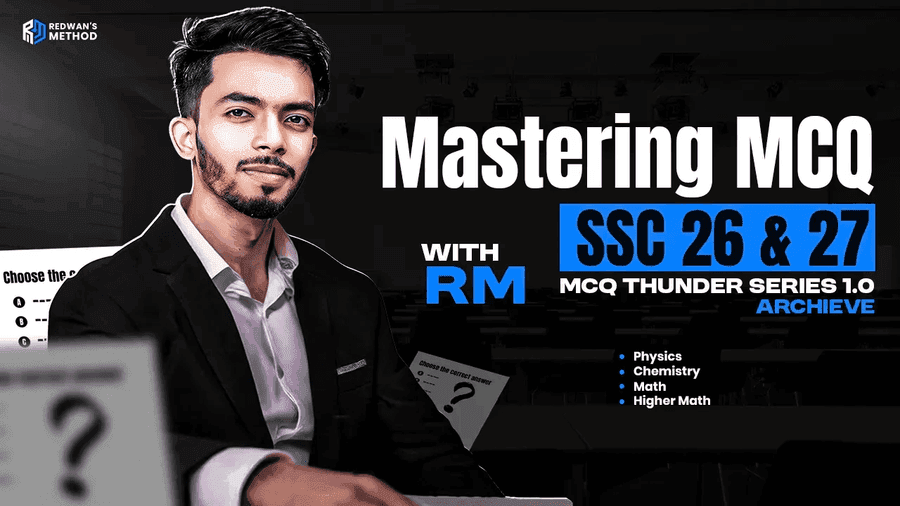 REDWAN'S
METHOD
Mastering MCQ
SSC 26 & 27
WITH
RM
MCQ THUNDER SERIES 1.0
ARCHIEVE
Physics
Chemistry
Math
Higher Math
Choose the c
A
B
C
?
Choose the correct answer
?